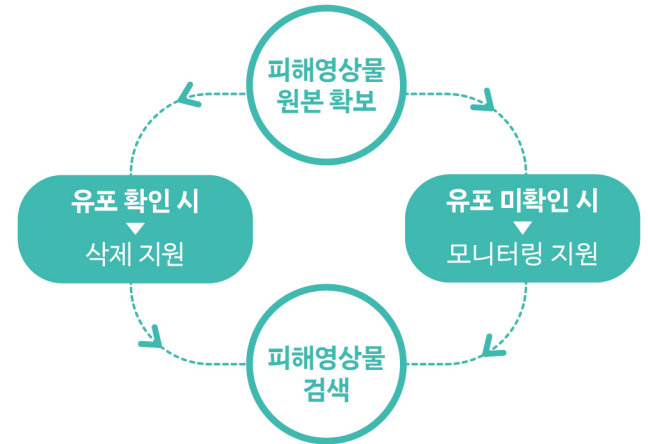 피해영상물
원본 확보
유포 확인 시
삭제 지원
유포 미확인 시
모니터링 지원
피해영상물
검색